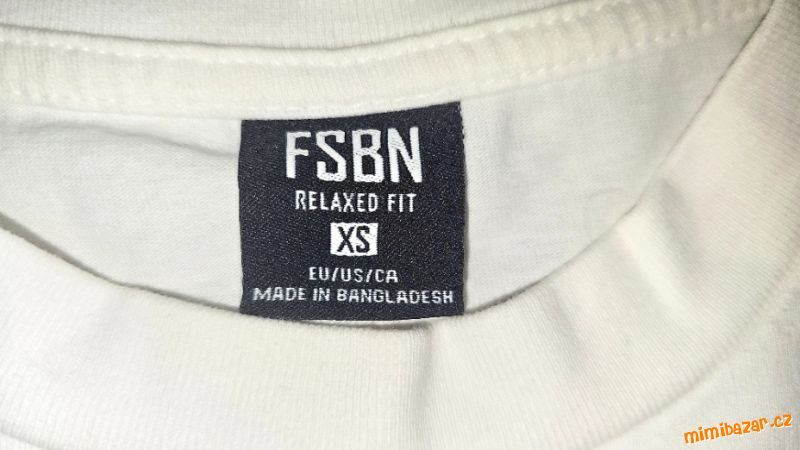 FSBN
RELAXED FIT
XS
EU/US/CA
MADE IN BANGLADESH
mimibazar.cz